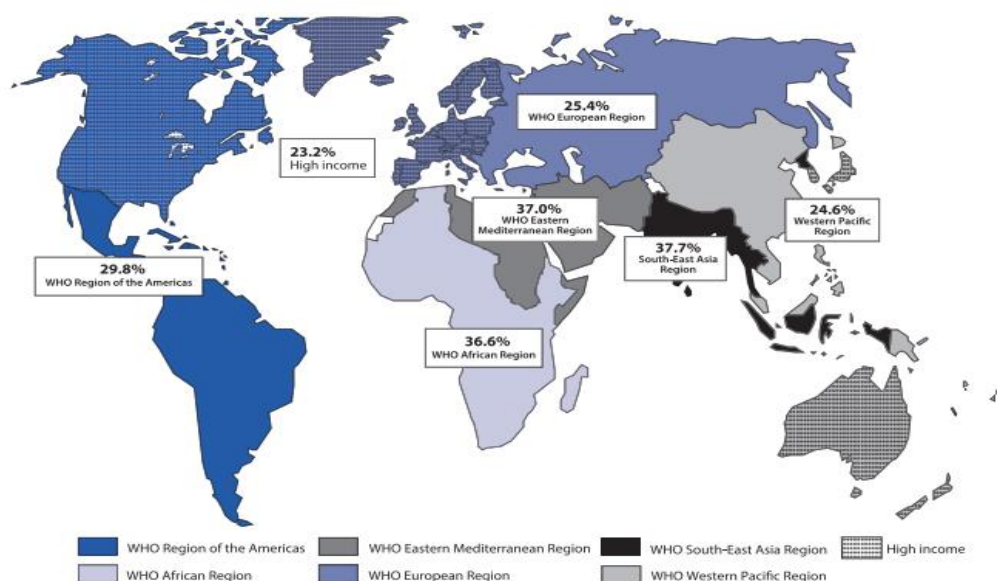 25.4%
WHO European Region
23.2%
High income
37.0%
WHO Eastern
Mediterranean Region
24.6%
Western Pacific
Region
37.7%
South-East Asia
Region
29.8%
WHO Region of the Americas
36.6%
WHO African Region
WHO Region of the Americas
WHO Eastern Mediterranean Region
WHO South-East Asia Region
High income
WHO African Region
WHO European Region
WHO Western Pacific Region